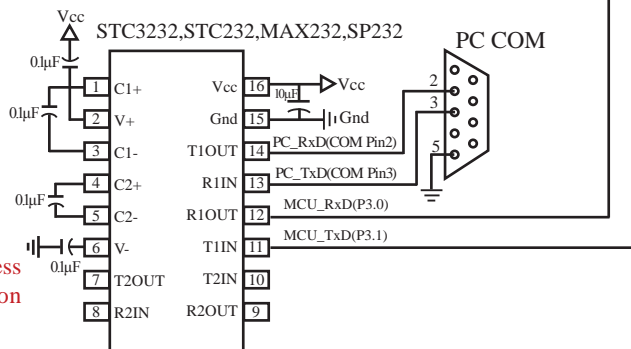 Vcc
STC3232,STC232,MAX232,SP232
PC COM
0.1μF
1 C1+
Vcc 16
Vcc
10μF
0.1μF
2 V+
Gnd 15
Gnd
2
3
5
3 C1-
T1OUT 14
PC_RxD(COM Pin2)
4 C2+
R1IN 13
PC_TxD(COM Pin3)
0.1μF
5 C2-
R1OUT 12
MCU_RxD(P3.0)
6 V-
T1IN 11
MCU_TxD(P3.1)
0.1μF
ess
7 T2OUT
T2IN 10
on
8 R2IN
R2OUT 9